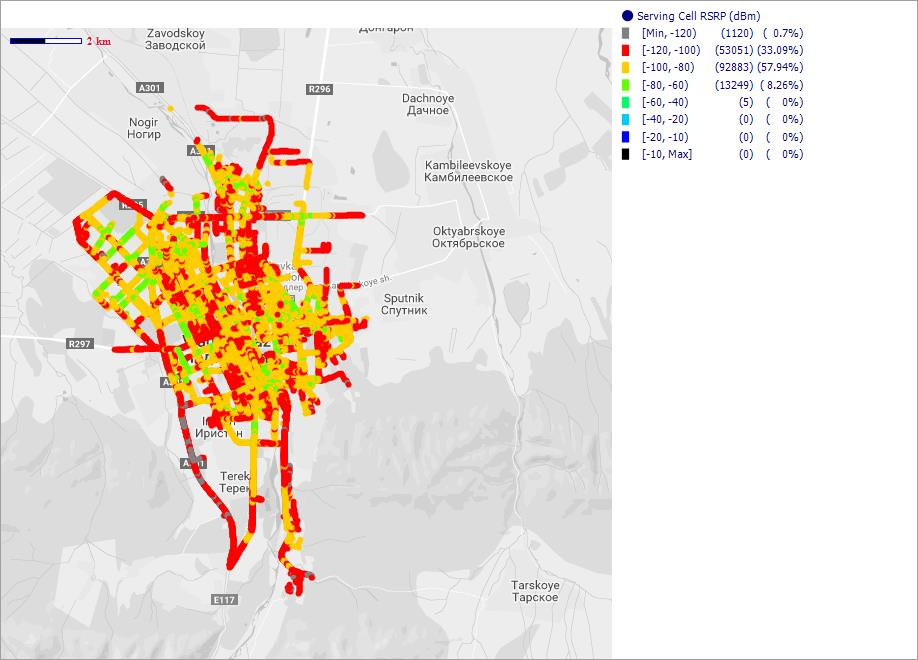 Zavodskoy
Заводской
2 km
A301
R296
Dachnoye
Дачное
Nogir
Ногир
Kambileevskoye
Камбилеевское
Oktyabrskoye
Октябрьское
Sputnik
Спутник
R297
Terek
Терек
Tarskoye
Тарское
E117
Serving Cell RSRP (dBm)
[Min, -120) (1120) ( 0.7%)
[-120, -100) (53051) (33.09%)
[-100, -80) (92883) (57.94%)
[-80, -60) (13249) ( 8.26%)
[-60, -40) (5) ( 0%)
[-40, -20) (0) ( 0%)
[-20, -10) (0) ( 0%)
[-10, Max] (0) ( 0%)